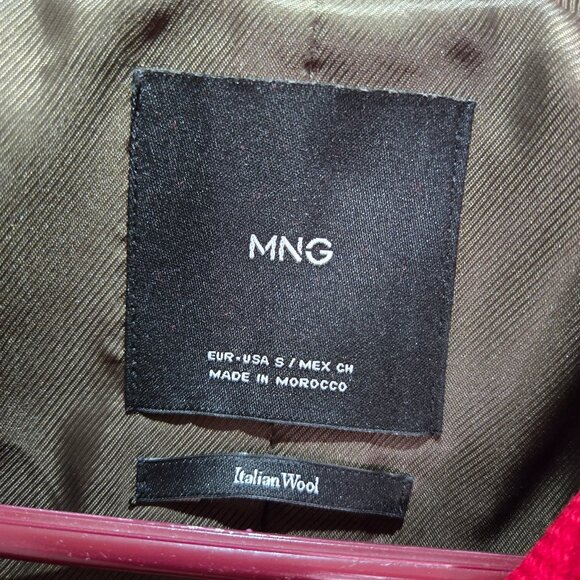 MNG
EUR-USA S / MEX CH
MADE IN MOROCCO
Italian Wool